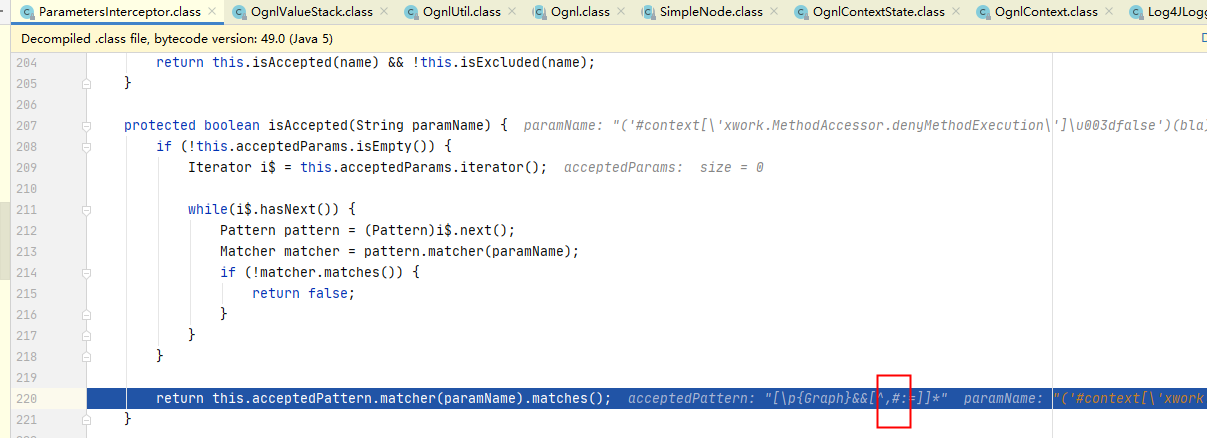 ParametersInterceptor.class OgnlValueStack.class OgnlUtil.class Ognl.class SimpleNode.class OgnlContextState.class OgnlContext.class Log4JLogg
Decompiled .class file, bytecode version: 49.0 (Java 5)
204 return this.isAccepted(name) && !this.isExcluded(name);
205 }
206
207 protected boolean isAccepted(String paramName) { paramName: "('#context[\'xwork.MethodAccessor.denyMethodExecution\']\u003dfalse')(bla)
208 if (!this.acceptedParams.isEmpty()) {
209 Iterator i$ = this.acceptedParams.iterator(); acceptedParams: size = 0
210
211 while(i$.hasNext()) {
212 Pattern pattern = (Pattern)i$.next();
213 Matcher matcher = pattern.matcher(paramName);
214 if (!matcher.matches()) {
215 return false;
216 }
217 }
218 }
219
220 return this.acceptedPattern.matcher(paramName).matches(); acceptedPattern: "[\p{Graph}&&[^,#:=]]*" paramName: "('#context[\'xwork
221 }
222